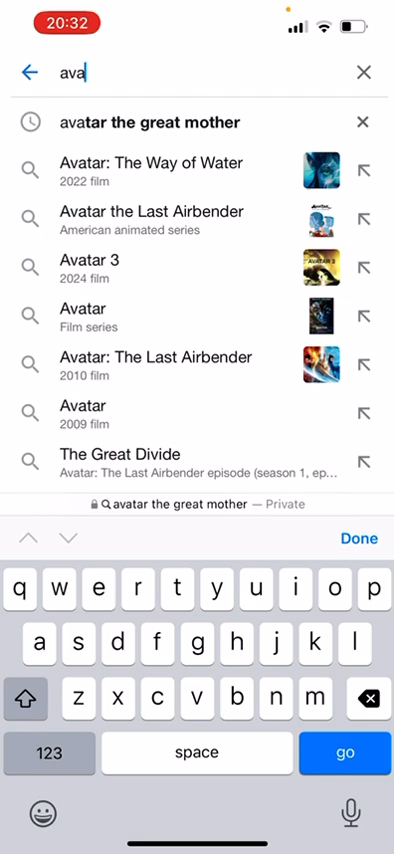 20:32
ava
avatar the great mother
Avatar: The Way of Water
2022 film
Avatar the Last Airbender
American animated series
Avatar 3
2024 film
Avatar
Film series
Avatar: The Last Airbender
2010 film
Avatar
2009 film
The Great Divide
Avatar: The Last Airbender episode (season 1, ep...
avatar the great mother — Private
Done
q w e r t y u i o p
a s d f g h j k l
z x c v b n m
123 space go